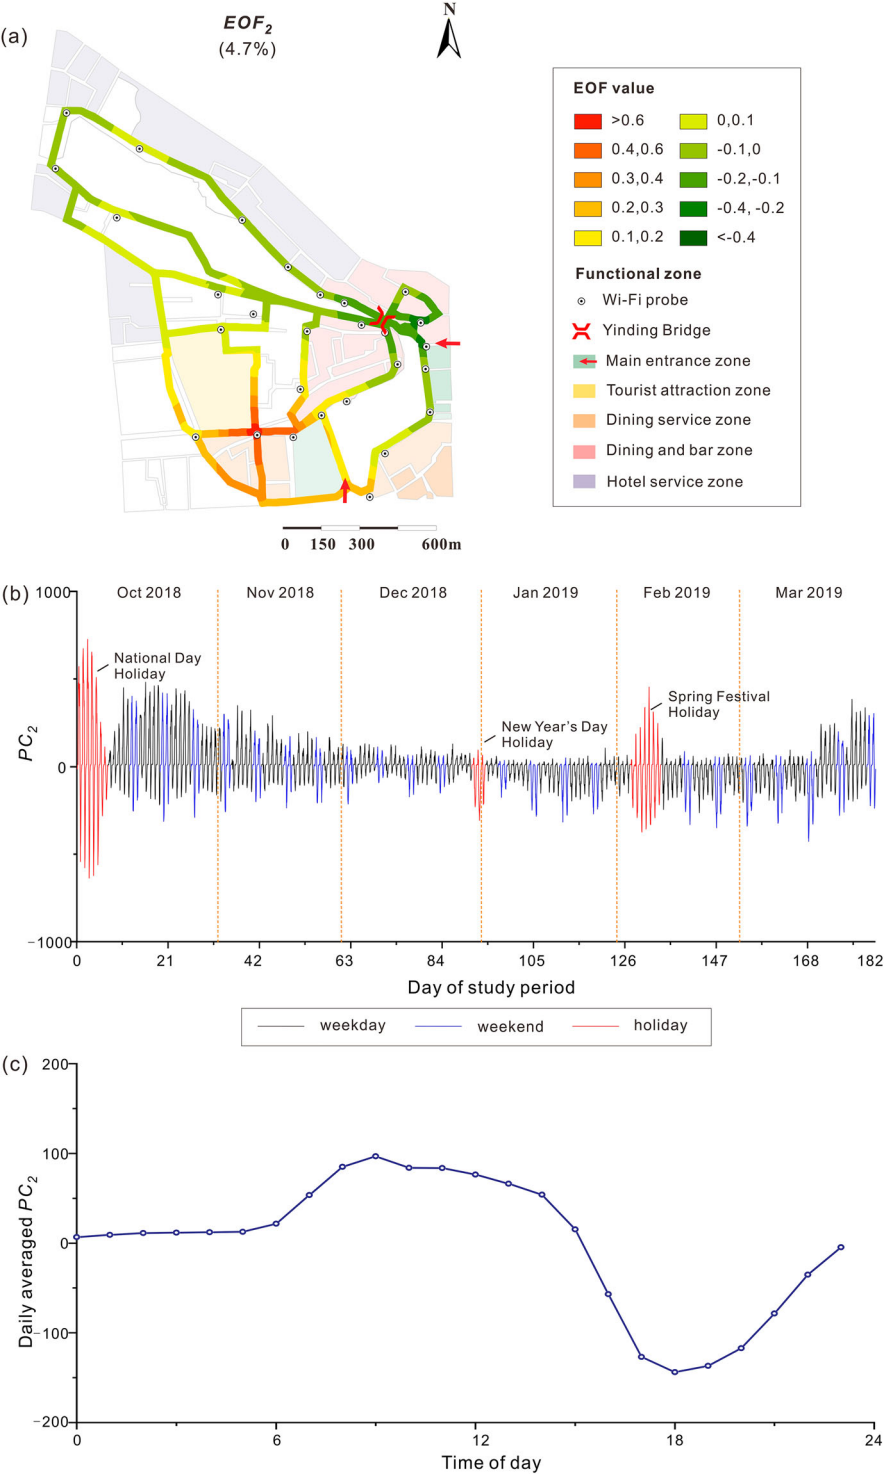 (a)
EOF2
(4.7%)
N
EOF value
>0.6
0,0.1
0.4,0.6
-0.1,0
0.3,0.4
-0.2,-0.1
0.2,0.3
-0.4, -0.2
0.1,0.2
<-0.4
Functional zone
Wi-Fi probe
Yinding Bridge
Main entrance zone
Tourist attraction zone
Dining service zone
Dining and bar zone
Hotel service zone
0 150 300 600m
(b)
1000
Oct 2018
Nov 2018
Dec 2018
Jan 2019
Feb 2019
Mar 2019
National Day
Holiday
New Year's Day
Holiday
Spring Festival
Holiday
PC2
0
−1000
0 21 42 63 84 105 126 147 168 182
Day of study period
weekday
weekend
holiday
(c)
200
100
0
−100
−200
Daily averaged PC2
0 6 12 18 24
Time of day